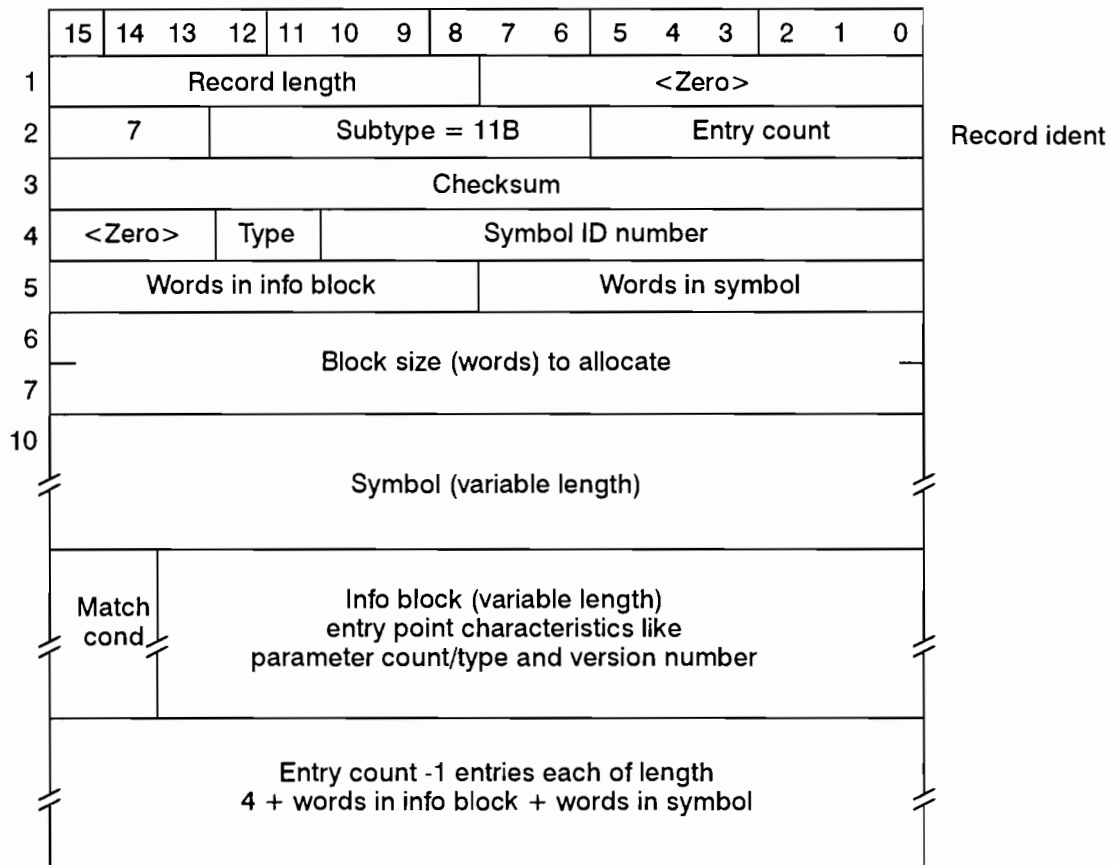 15 14 13 12 11 10 9 8 7 6 5 4 3 2 1 0
1 Record length <Zero>
2 7 Subtype = 11B Entry count Record ident
3 Checksum
4 <Zero> Type Symbol ID number
5 Words in info block Words in symbol
6
Block size (words) to allocate
7
10
Symbol (variable length)
Match
cond
Info block (variable length)
entry point characteristics like
parameter count/type and version number
Entry count -1 entries each of length
4 + words in info block + words in symbol